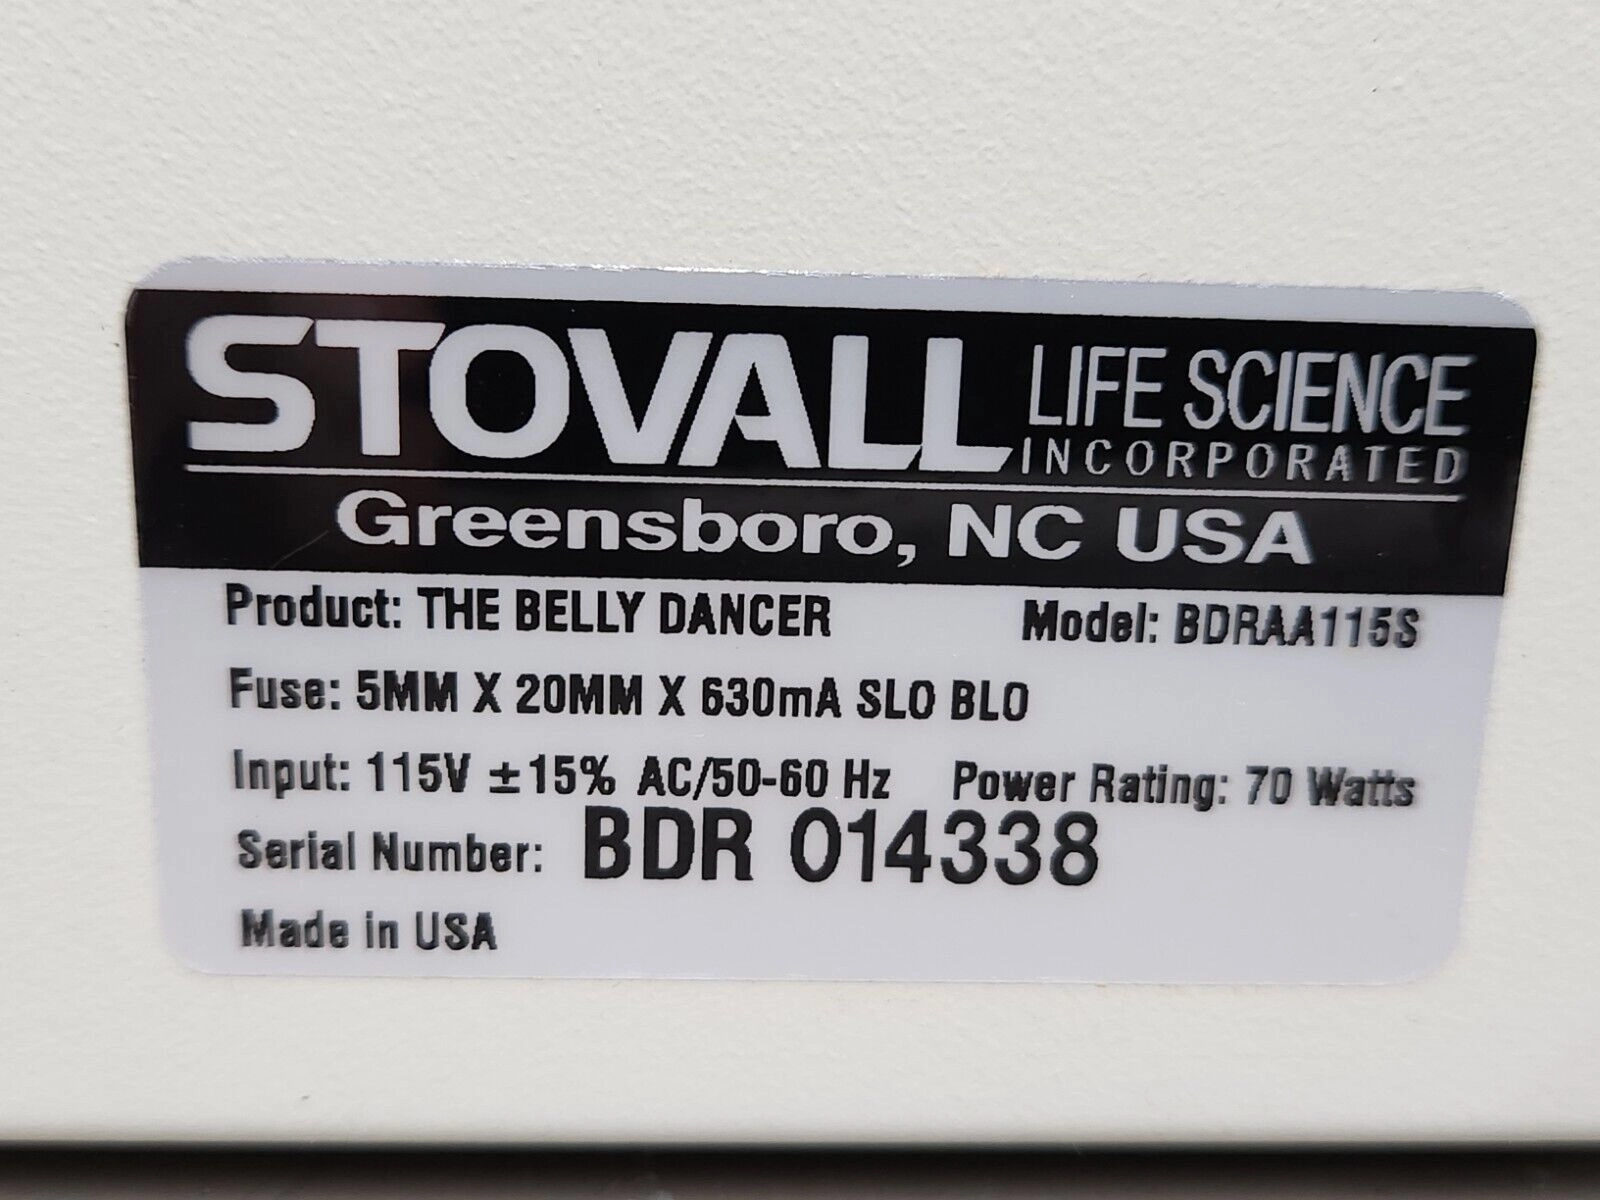 STOVALL LIFE SCIENCE
INCORPORATED
Greensboro, NC USA
Product: THE BELLY DANCER Model: BDRAA115S
Fuse: 5MM X 20MM X 630mA SLO BLO
Input: 115V ±15% AC/50-60 Hz Power Rating: 70 Watts
Serial Number: BDR 014338
Made in USA